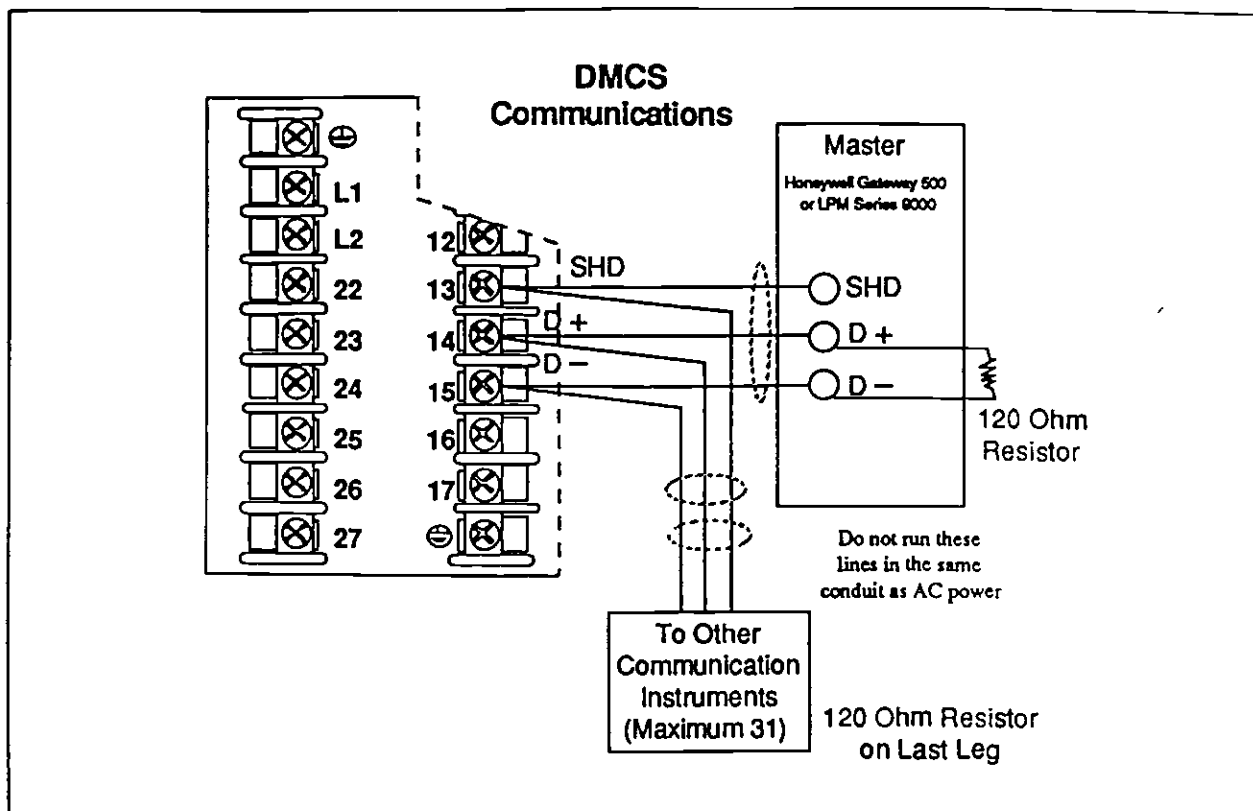 DMCS
Communications
L1
L2
22
23
24
25
26
27
12
13
14
15
16
17
SHD
D +
D −
Master
Honeywell Gateway 500
or LPM Series 9000
SHD
D +
D −
120 Ohm
Resistor
Do not run these
lines in the same
conduit as AC power
To Other
Communication
Instruments
(Maximum 31)
120 Ohm Resistor
on Last Leg